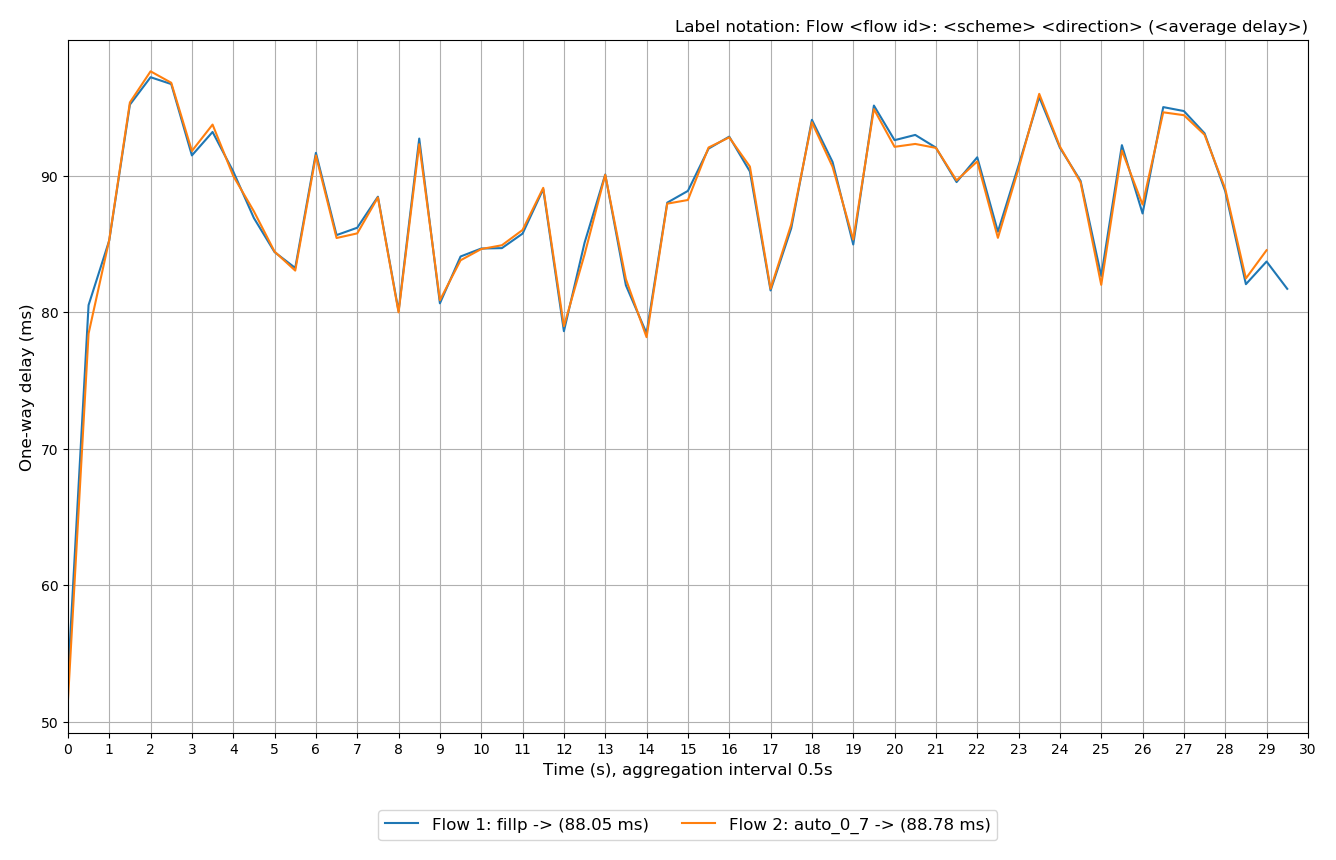 Label notation: Flow <flow id>: <scheme> <direction> (<average delay>)
One-way delay (ms)
90
80
70
60
50
0 1 2 3 4 5 6 7 8 9 10 11 12 13 14 15 16 17 18 19 20 21 22 23 24 25 26 27 28 29 30
Time (s), aggregation interval 0.5s
Flow 1: fillp -> (88.05 ms) Flow 2: auto_0_7 -> (88.78 ms)